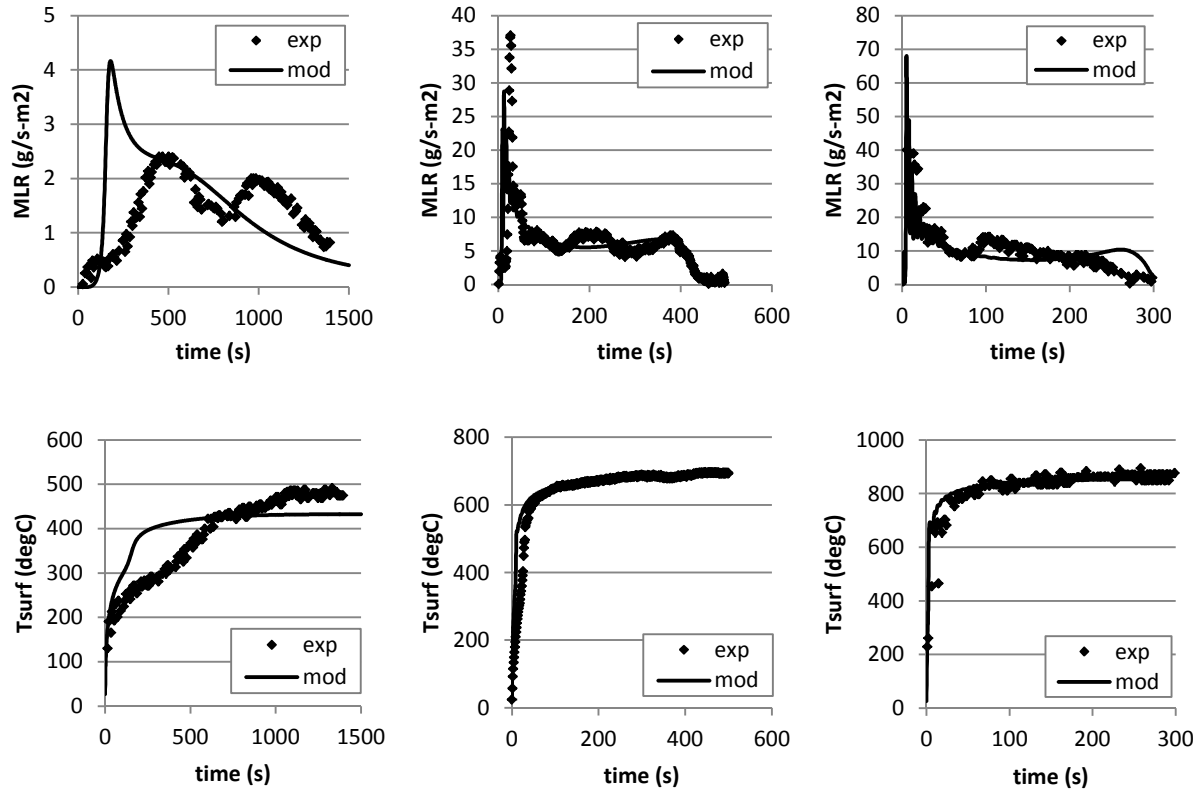 5
4
3
2
1
0
MLR (g/s-m2)
exp
mod
0 500 1000 1500
time (s)
40
35
30
25
20
15
10
5
0
MLR (g/s-m2)
exp
mod
0 200 400 600
time (s)
80
70
60
50
40
30
20
10
0
MLR (g/s-m2)
exp
mod
0 100 200 300
time (s)
600
500
400
300
200
100
0
Tsurf (degC)
exp
mod
0 500 1000 1500
time (s)
800
600
400
200
0
Tsurf (degC)
exp
mod
0 200 400 600
time (s)
1000
800
600
400
200
0
Tsurf (degC)
exp
mod
0 100 200 300
time (s)